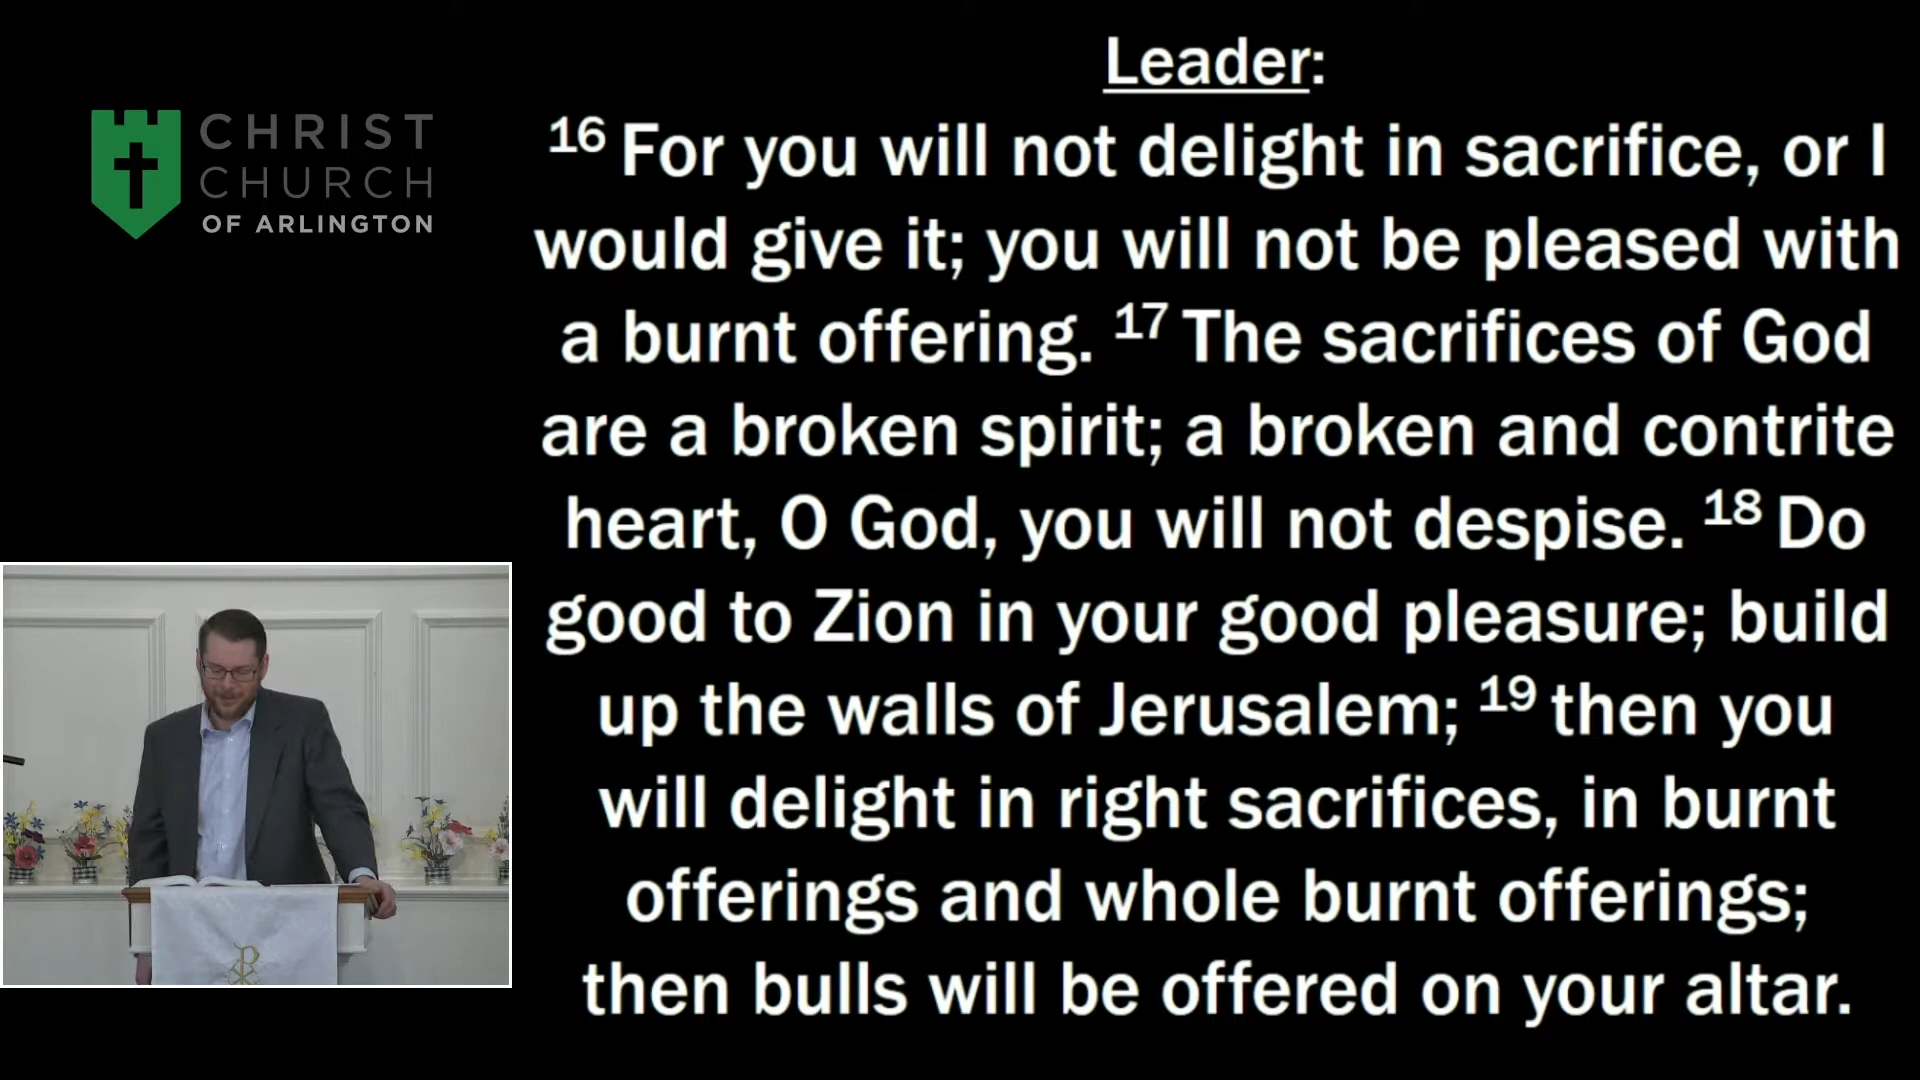 CHRIST
CHURCH
OF ARLINGTON
Leader:
16 For you will not delight in sacrifice, or I
would give it; you will not be pleased with
a burnt offering. 17 The sacrifices of God
are a broken spirit; a broken and contrite
heart, O God, you will not despise. 18 Do
good to Zion in your good pleasure; build
up the walls of Jerusalem; 19 then you
will delight in right sacrifices, in burnt
offerings and whole burnt offerings;
then bulls will be offered on your altar.